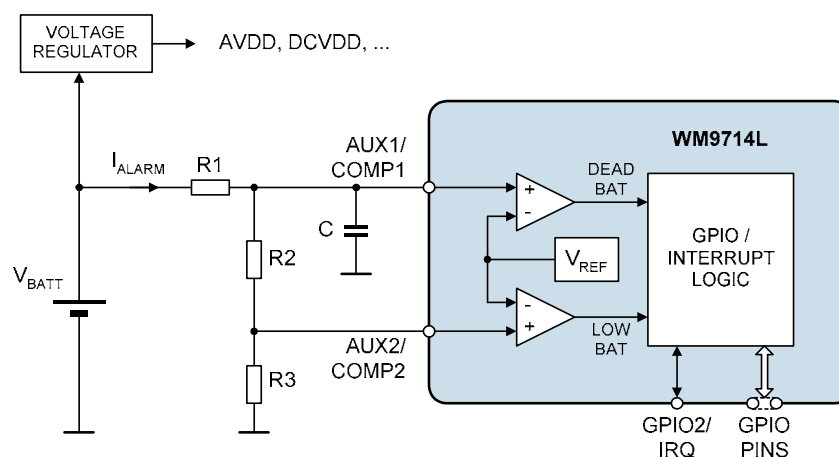 VOLTAGE
REGULATOR
AVDD, DCVDD, ...
WM9714L
AUX1/
COMP1
I_ALARM
R1
DEAD
BAT
+
-
C
GPIO /
INTERRUPT
LOGIC
R2
V_REF
V_BATT
-
+
LOW
BAT
AUX2/
COMP2
R3
GPIO2/
IRQ
GPIO
PINS